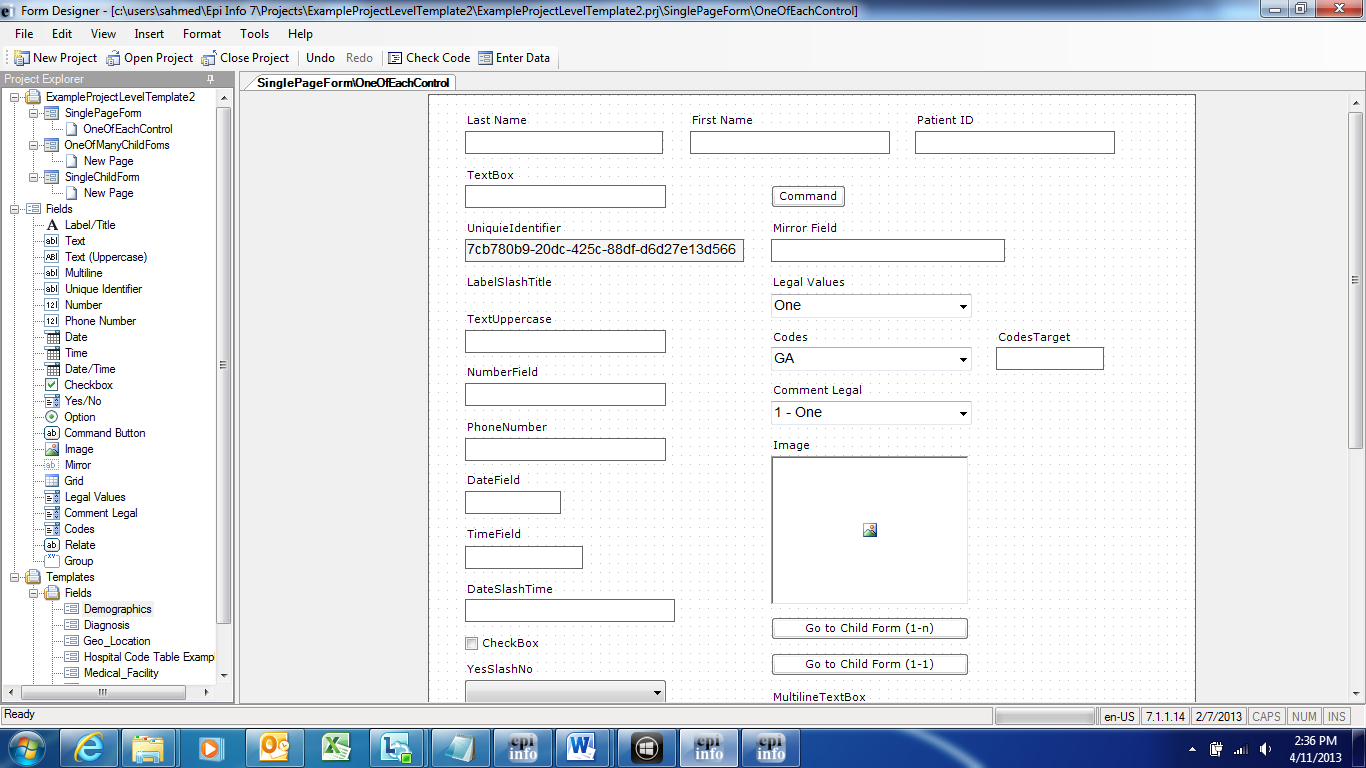 Form Designer - [c:\users\sahmed\Epi Info 7\Projects\ExampleProjectLevelTemplate2\ExampleProjectLevelTemplate2.prj\SinglePageForm\OneOfEachControl]
File Edit View Insert Format Tools Help
New Project Open Project Close Project Undo Redo Check Code Enter Data
Project Explorer
ExampleProjectLevelTemplate2
SinglePageForm
OneOfEachControl
OneOfManyChildFoms
New Page
SingleChildForm
New Page
Fields
Label/Title
Text
Text (Uppercase)
Multiline
Unique Identifier
Number
Phone Number
Date
Time
Date/Time
Checkbox
Yes/No
Option
Command Button
Image
Mirror
Grid
Legal Values
Comment Legal
Codes
Relate
Group
Templates
Fields
Demographics
Diagnosis
Geo_Location
Hospital Code Table Exampl
Medical_Facility
SinglePageForm\OneOfEachControl
Last Name First Name Patient ID
TextBox
Command
UniquieIdentifier Mirror Field
7cb780b9-20dc-425c-88df-d6d27e13d566
LabelSlashTitle Legal Values
One
TextUppercase
Codes CodesTarget
GA
NumberField
Comment Legal
1 - One
PhoneNumber
Image
DateField
TimeField
DateSlashTime
CheckBox
Go to Child Form (1-n)
YesSlashNo
Go to Child Form (1-1)
MultilineTextBox
Ready en-US 7.1.1.14 2/7/2013 CAPS NUM INS
epi info epi info epi info
2:36 PM
4/11/2013